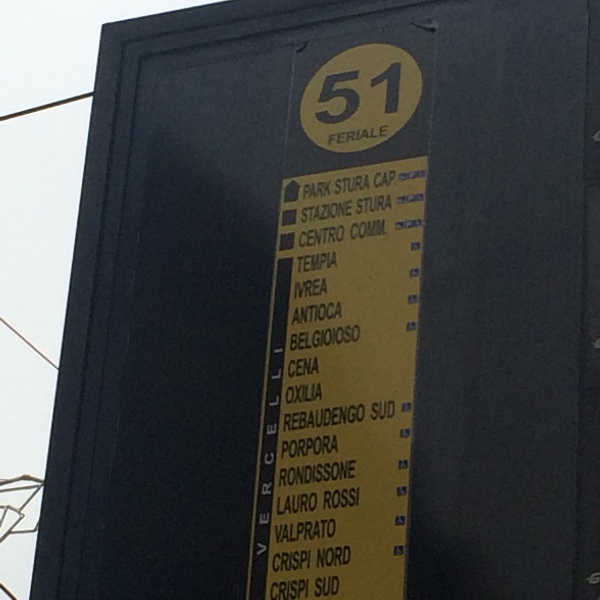 51
FERIALE
PARK STURA CAP.
STAZIONE STURA
CENTRO COMM.
TEMPIA
IVREA
ANTIOCA
BELGIOIOSO
CENA
OXILIA
REBAUDENGO SUD
PORPORA
RONDISSONE
LAURO ROSSI
VALPRATO
CRISPI NORD
CRISPI SUD
VERCELLI